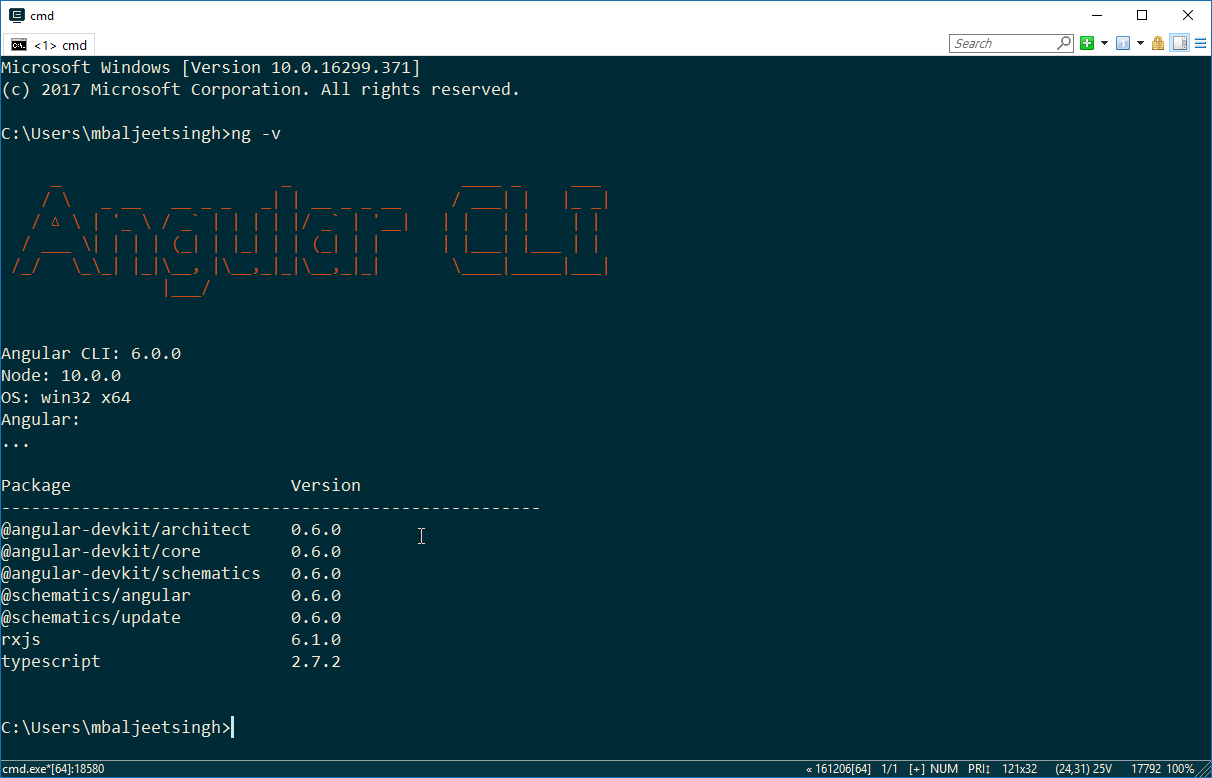 cmd
<1> cmd
Search
Microsoft Windows [Version 10.0.16299.371]
(c) 2017 Microsoft Corporation. All rights reserved.
C:\Users\mbaljeetsingh>ng -v
Angular CLI
Angular CLI: 6.0.0
Node: 10.0.0
OS: win32 x64
Angular:
...
Package Version
------------------------------------------------------
@angular-devkit/architect 0.6.0
@angular-devkit/core 0.6.0
@angular-devkit/schematics 0.6.0
@schematics/angular 0.6.0
@schematics/update 0.6.0
rxjs 6.1.0
typescript 2.7.2
C:\Users\mbaljeetsingh>
cmd.exe*[64]:18580 « 161206[64] 1/1 [+] NUM PRI↕ 121x32 (24,31) 25V 17792 100%